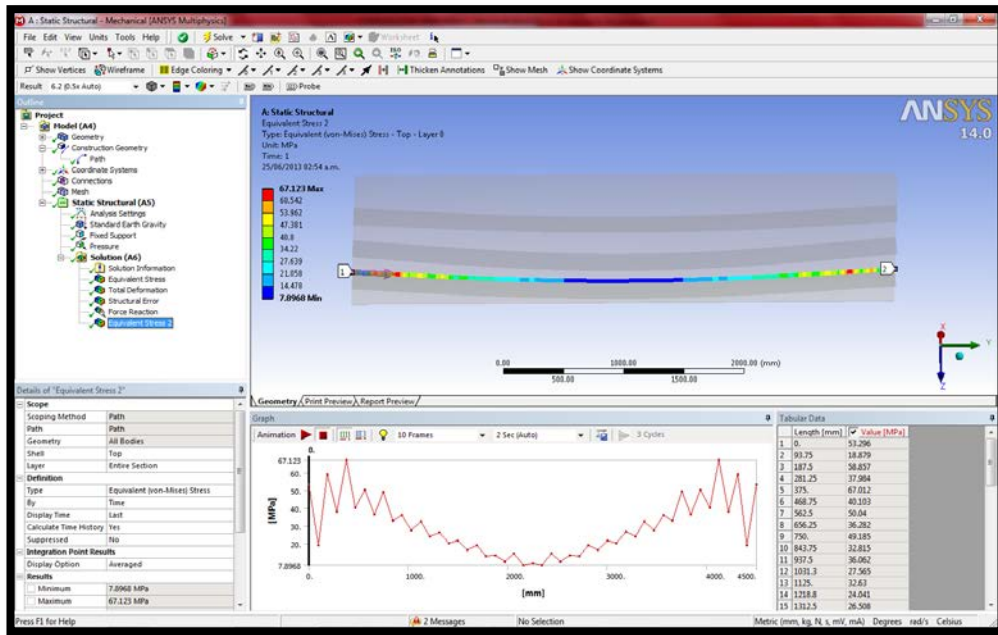 A : Static Structural - Mechanical [ANSYS Multiphysics]
File Edit View Units Tools Help Solve Worksheet
Show Vertices Wireframe Edge Coloring Thicken Annotations Show Mesh Show Coordinate Systems
Result 6.2 (0.5x Auto) Probe
Outline
Project
Model (A4)
Geometry
Construction Geometry
Path
Coordinate Systems
Connections
Mesh
Static Structural (A5)
Analysis Settings
Standard Earth Gravity
Fixed Support
Pressure
Solution (A6)
Solution Information
Equivalent Stress
Total Deformation
Structural Error
Force Reaction
Equivalent Stress 2
A: Static Structural
Equivalent Stress 2
Type: Equivalent (von-Mises) Stress - Top - Layer 0
Unit: MPa
Time: 1
25/06/2013 02:54 a.m.
67.123 Max
60.542
53.962
47.381
40.8
34.22
27.639
21.058
14.478
7.8968 Min
ANSYS
14.0
1
2
X
Y
Z
0.00 1000.00 2000.00 (mm)
500.00 1500.00
Geometry Print Preview Report Preview
Details of "Equivalent Stress 2"
Scope
Scoping Method Path
Path Path
Geometry All Bodies
Shell Top
Layer Entire Section
Definition
Type Equivalent (von-Mises) Stress
By Time
Display Time Last
Calculate Time History Yes
Suppressed No
Integration Point Results
Display Option Averaged
Results
Minimum 7.8968 MPa
Maximum 67.123 MPa
Graph
Animation 10 Frames 2 Sec (Auto) 3 Cycles
0.
67.123
60.
50.
40.
30.
20.
7.8968
[MPa]
0. 1000. 2000. 3000. 4000. 4500.
[mm]
Tabular Data
Length [mm] Value [MPa]
1 0. 53.296
2 93.75 18.879
3 187.5 58.857
4 281.25 37.984
5 375. 67.012
6 468.75 40.103
7 562.5 50.04
8 656.25 36.282
9 750. 49.185
10 843.75 32.815
11 937.5 36.062
12 1031.3 27.565
13 1125. 32.63
14 1218.8 24.041
15 1312.5 26.508
Press F1 for Help 2 Messages No Selection Metric (mm, kg, N, s, mV, mA) Degrees rad/s Celsius